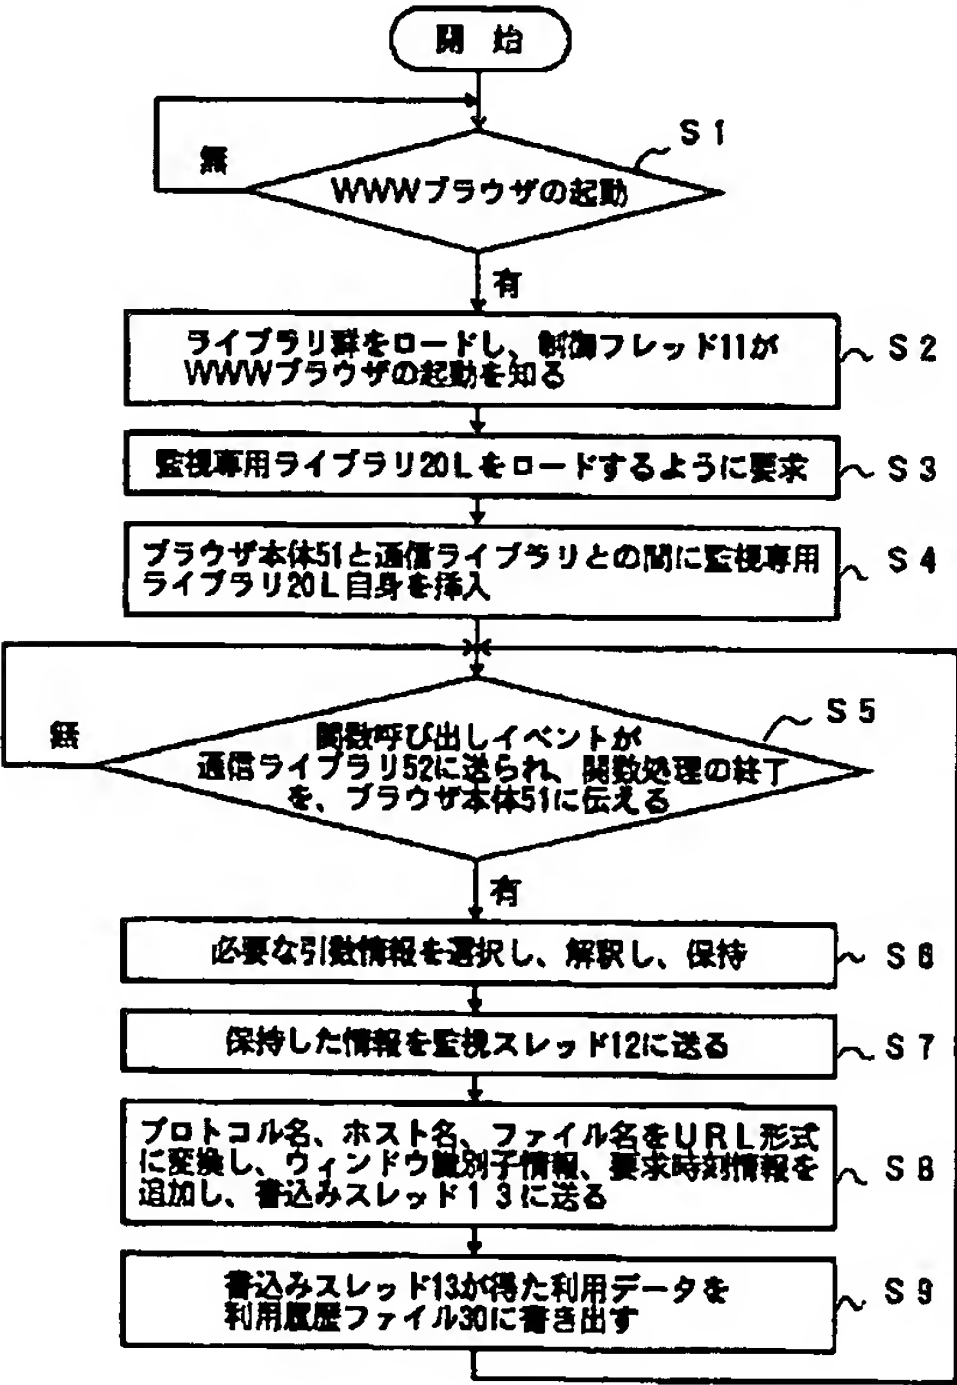 開 始
S1
無
WWWブラウザの起動
有
ライブラリ群をロードし、制御フレッド11が
WWWブラウザの起動を知る
S2
監視専用ライブラリ20Lをロードするように要求
S3
ブラウザ本体51と通信ライブラリとの間に監視専用
ライブラリ20L自身を挿入
S4
S5
無
関数呼び出しイベントが
通信ライブラリ52に送られ、関数処理の終了
を、ブラウザ本体51に伝える
有
必要な引数情報を選択し、解釈し、保持
S6
保持した情報を監視スレッド12に送る
S7
プロトコル名、ホスト名、ファイル名をURL形式
に変換し、ウィンドウ識別子情報、要求時刻情報を
追加し、書込みスレッド13に送る
S8
書込みスレッド13が得た利用データを
利用履歴ファイル30に書き出す
S9